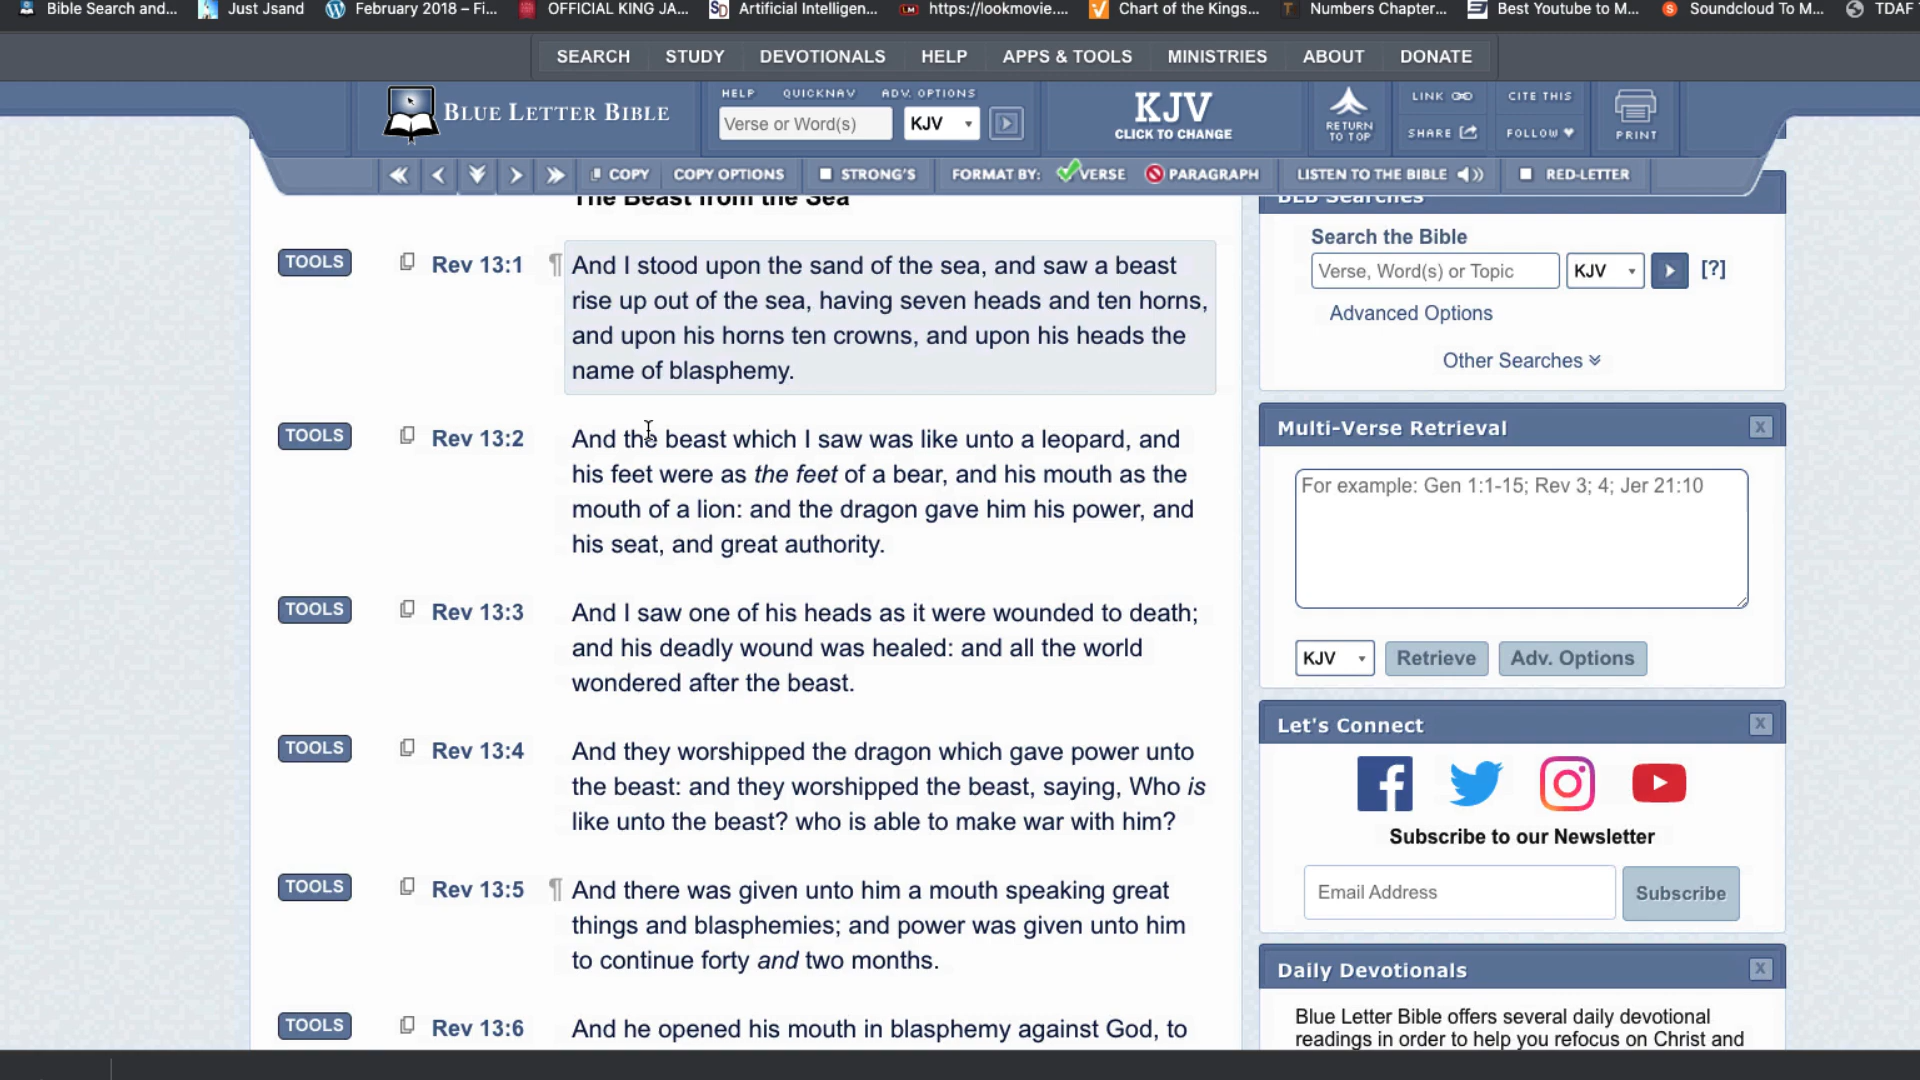 Bible Search and... Just Jsand February 2018 – Fi... OFFICIAL KING JA... Artificial Intelligen... https://lookmovie.... Chart of the Kings... Numbers Chapter... Best Youtube to M... Soundcloud To M... TDAF
SEARCH STUDY DEVOTIONALS HELP APPS & TOOLS MINISTRIES ABOUT DONATE
BLUE LETTER BIBLE
HELP QUICKNAV ADV. OPTIONS
Verse or Word(s) KJV
KJV
CLICK TO CHANGE
RETURN
TO TOP
LINK CITE THIS
SHARE FOLLOW
PRINT
COPY COPY OPTIONS STRONG'S FORMAT BY: VERSE PARAGRAPH LISTEN TO THE BIBLE RED-LETTER
The Beast from the Sea
TOOLS Rev 13:1 ¶ And I stood upon the sand of the sea, and saw a beast
rise up out of the sea, having seven heads and ten horns,
and upon his horns ten crowns, and upon his heads the
name of blasphemy.
TOOLS Rev 13:2 And the beast which I saw was like unto a leopard, and
his feet were as the feet of a bear, and his mouth as the
mouth of a lion: and the dragon gave him his power, and
his seat, and great authority.
TOOLS Rev 13:3 And I saw one of his heads as it were wounded to death;
and his deadly wound was healed: and all the world
wondered after the beast.
TOOLS Rev 13:4 And they worshipped the dragon which gave power unto
the beast: and they worshipped the beast, saying, Who is
like unto the beast? who is able to make war with him?
TOOLS Rev 13:5 ¶ And there was given unto him a mouth speaking great
things and blasphemies; and power was given unto him
to continue forty and two months.
TOOLS Rev 13:6 And he opened his mouth in blasphemy against God, to
BLB Searches
Search the Bible
Verse, Word(s) or Topic KJV [?]
Advanced Options
Other Searches
Multi-Verse Retrieval X
For example: Gen 1:1-15; Rev 3; 4; Jer 21:10
KJV Retrieve Adv. Options
Let's Connect X
Subscribe to our Newsletter
Email Address Subscribe
Daily Devotionals X
Blue Letter Bible offers several daily devotional
readings in order to help you refocus on Christ and